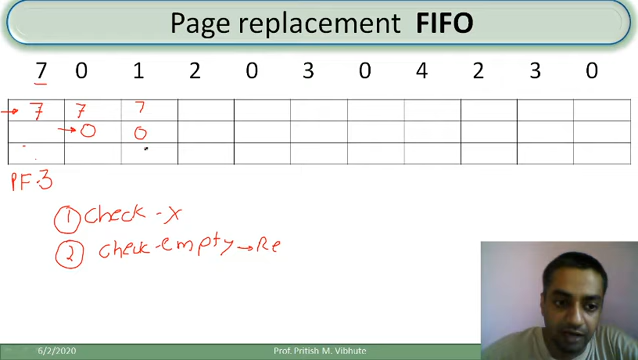 Page replacement FIFO
7 0 1 2 0 3 0 4 2 3 0
→ 7 7 7
→ 0 0
PF-3
① Check - x
② Check-empty → Re
6/2/2020 Prof. Pritish M. Vibhute